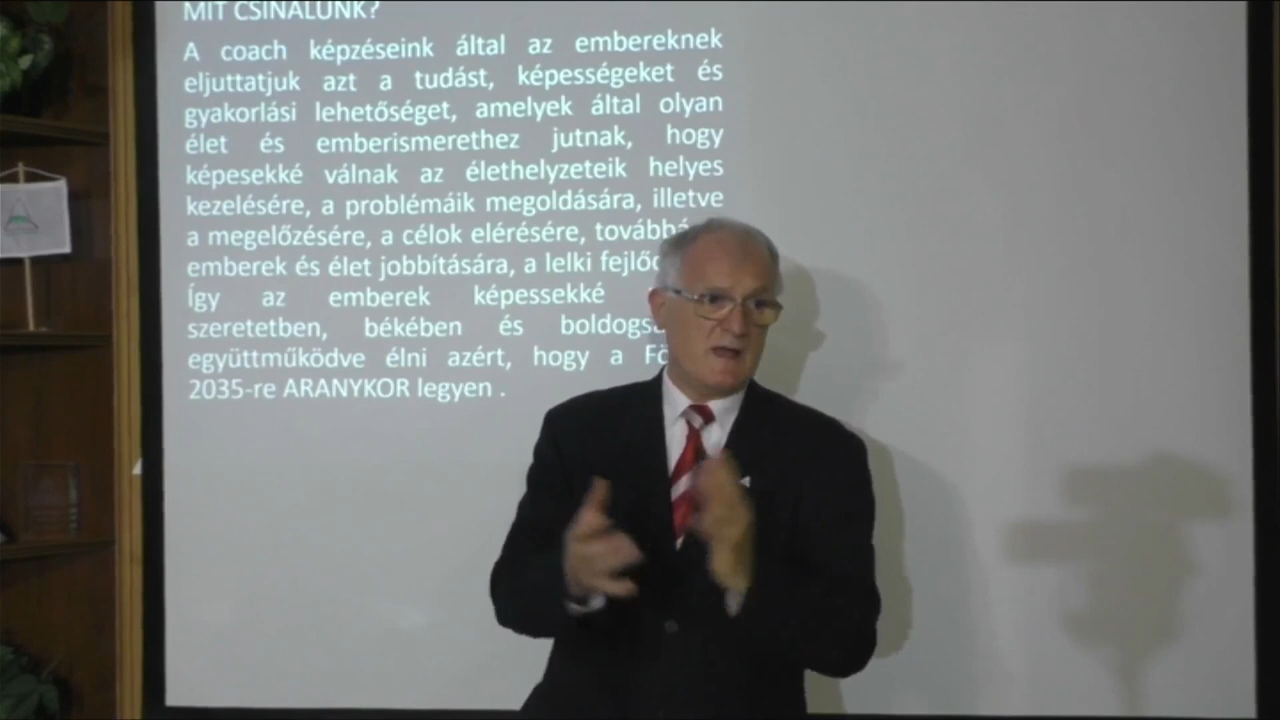 MIT CSINÁLUNK?
A coach képzéseink által az embereknek
eljuttatjuk azt a tudást, képességeket és
gyakorlási lehetőséget, amelyek által olyan
élet és emberismerethez jutnak, hogy
képesekké válnak az élethelyzeteik helyes
kezelésére, a problémáik megoldására, illetve
a megelőzésére, a célok elérésére,
emberek és élet jobbítására, a lelki
Így az emberek képessekké
szeretetben, békében és
együttműködve élni azért, hogy a
2035-re ARANYKOR legyen .